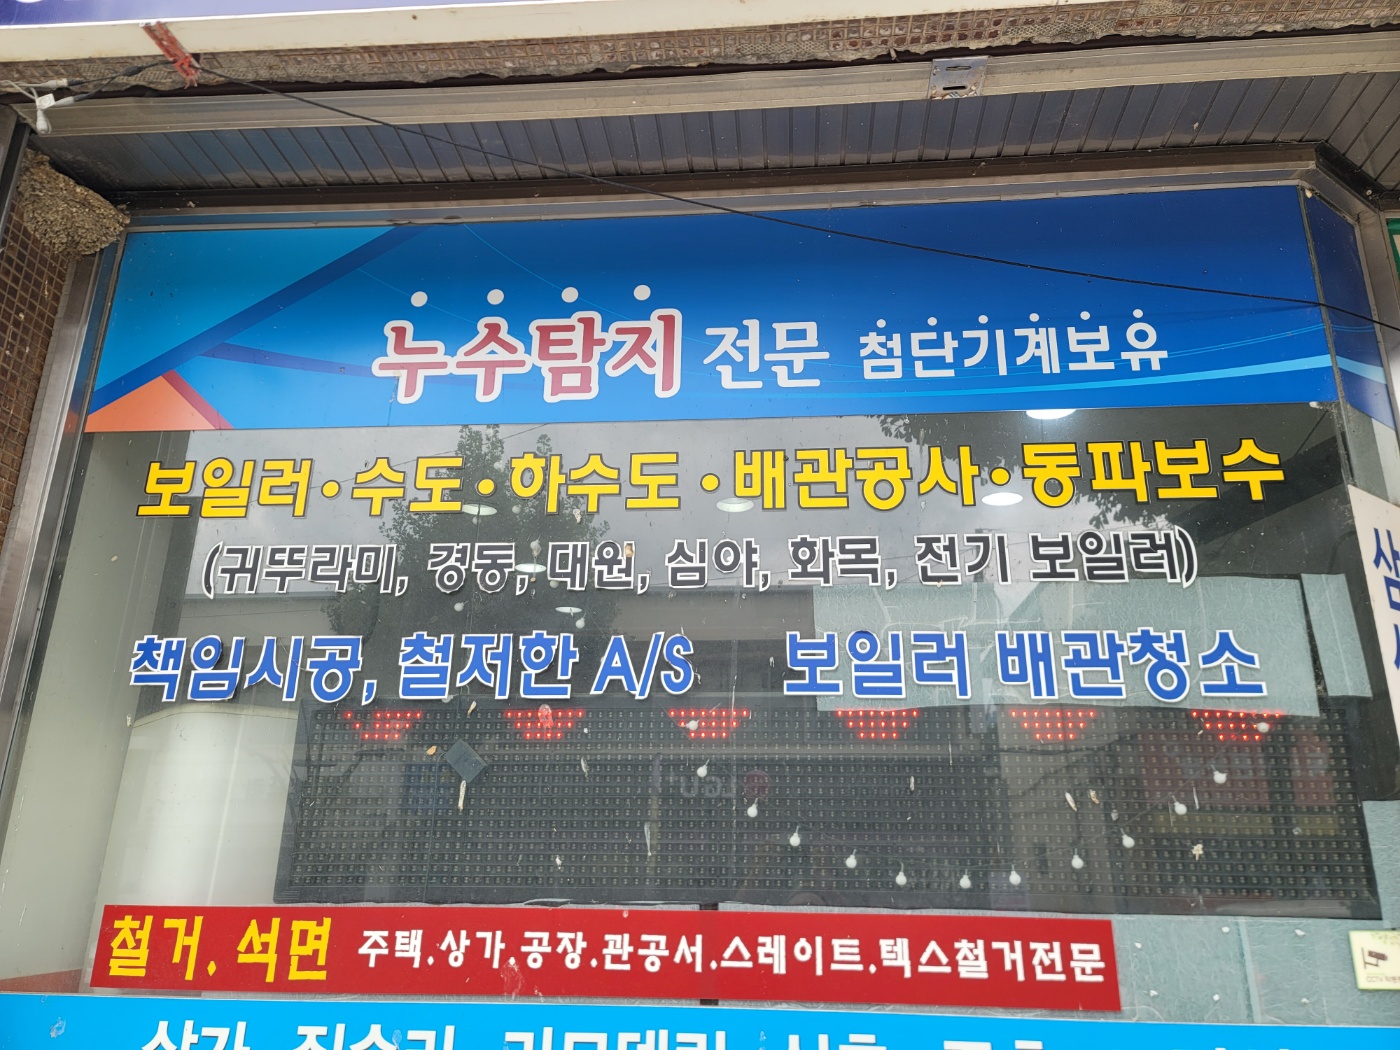 누수탐지 전문 첨단기계보유
보일러·수도·하수도·배관공사·동파보수
(귀뚜라미, 경동, 대원, 심야, 화목, 전기 보일러)
책임시공, 철저한 A/S 보일러 배관청소
철거. 석면 주택.상가.공장.관공서.스레이트.텍스철거전문